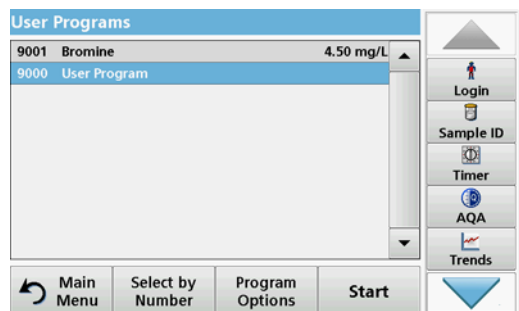 User Programs
9001 Bromine 4.50 mg/L
9000 User Program
Login
Sample ID
Timer
AQA
Trends
Main Menu
Select by Number
Program Options
Start